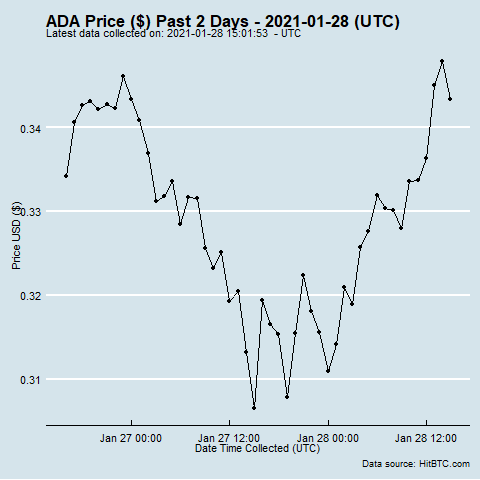 ADA Price ($) Past 2 Days - 2021-01-28 (UTC)
Latest data collected on: 2021-01-28 15:01:53 - UTC
Price USD ($)
0.34
0.33
0.32
0.31
Jan 27 00:00 Jan 27 12:00 Jan 28 00:00 Jan 28 12:00
Date Time Collected (UTC)
Data source: HitBTC.com